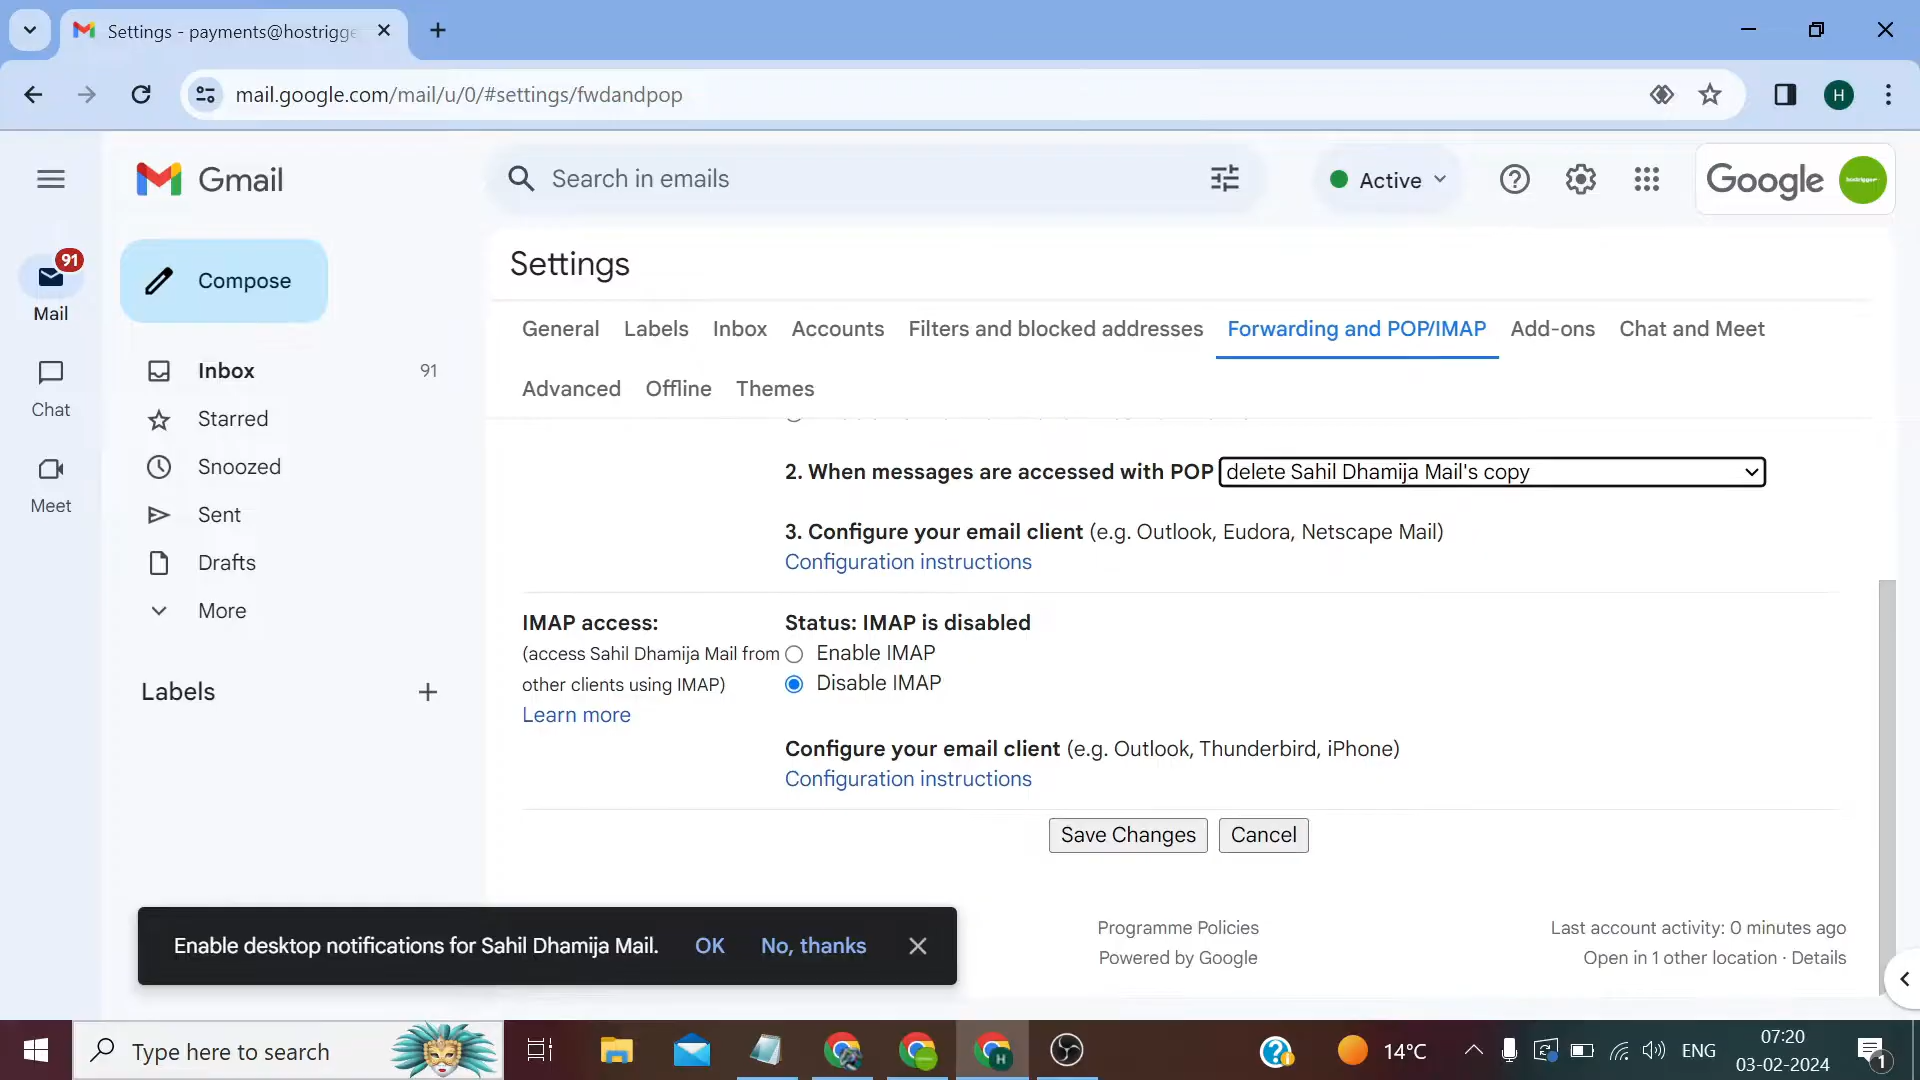 Settings - payments@hostrigge
mail.google.com/mail/u/0/#settings/fwdandpop
H
Gmail
Search in emails
Active
Google
91
Mail
Compose
Settings
General Labels Inbox Accounts Filters and blocked addresses Forwarding and POP/IMAP Add-ons Chat and Meet
Advanced Offline Themes
Inbox 91
Starred
Snoozed
Sent
Drafts
More
Chat
Meet
Labels
2. When messages are accessed with POP delete Sahil Dhamija Mail's copy
3. Configure your email client (e.g. Outlook, Eudora, Netscape Mail)
Configuration instructions
IMAP access:
(access Sahil Dhamija Mail from
other clients using IMAP)
Learn more
Status: IMAP is disabled
Enable IMAP
Disable IMAP
Configure your email client (e.g. Outlook, Thunderbird, iPhone)
Configuration instructions
Save Changes Cancel
Enable desktop notifications for Sahil Dhamija Mail. OK No, thanks
Programme Policies
Powered by Google
Last account activity: 0 minutes ago
Open in 1 other location · Details
Type here to search
14°C
ENG
07:20
03-02-2024
1